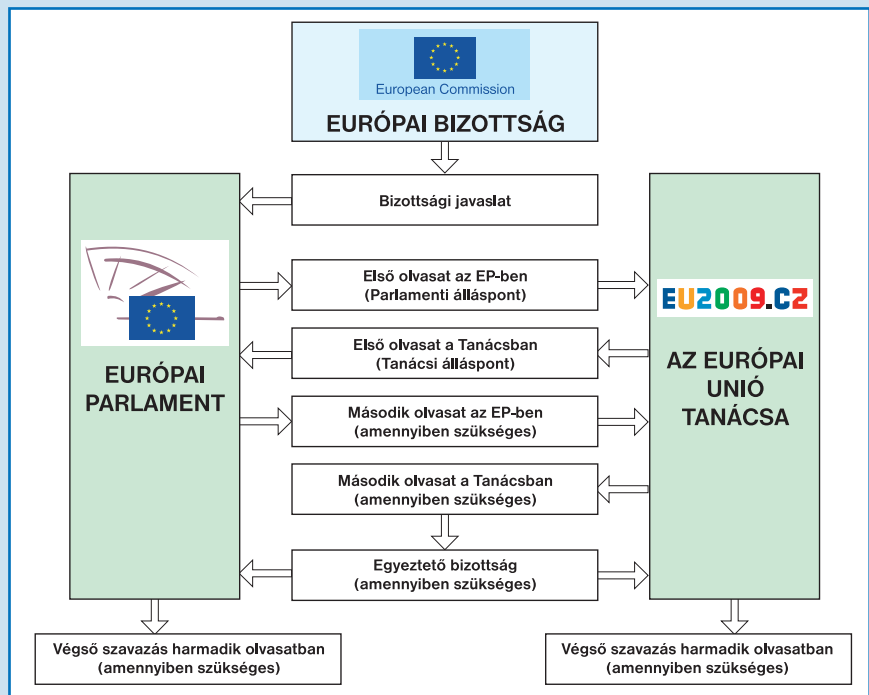 European Commission
EURÓPAI BIZOTTSÁG
Bizottsági javaslat
Első olvasat az EP-ben
(Parlamenti álláspont)
EU2009.CZ
Első olvasat a Tanácsban
(Tanácsi álláspont)
EURÓPAI
PARLAMENT
AZ EURÓPAI
UNIÓ
TANÁCSA
Második olvasat az EP-ben
(amennyiben szükséges)
Második olvasat a Tanácsban
(amennyiben szükséges)
Egyeztető bizottság
(amennyiben szükséges)
Végső szavazás harmadik olvasatban
(amennyiben szükséges)
Végső szavazás harmadik olvasatban
(amennyiben szükséges)